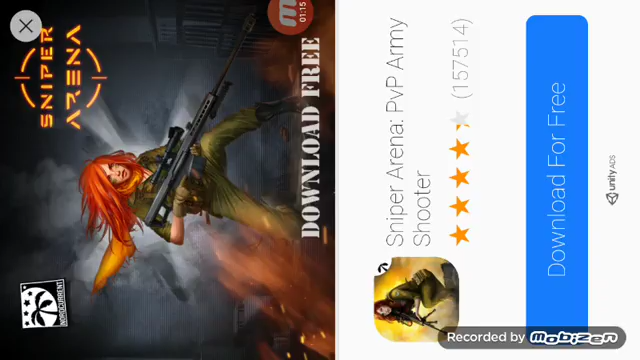 SNIPER
ARENA
DOWNLOAD FREE
NORDCURRENT
01:15
Sniper Arena: PvP Army
Shooter
(157514)
Download For Free
unity ADS
Recorded by mobizen